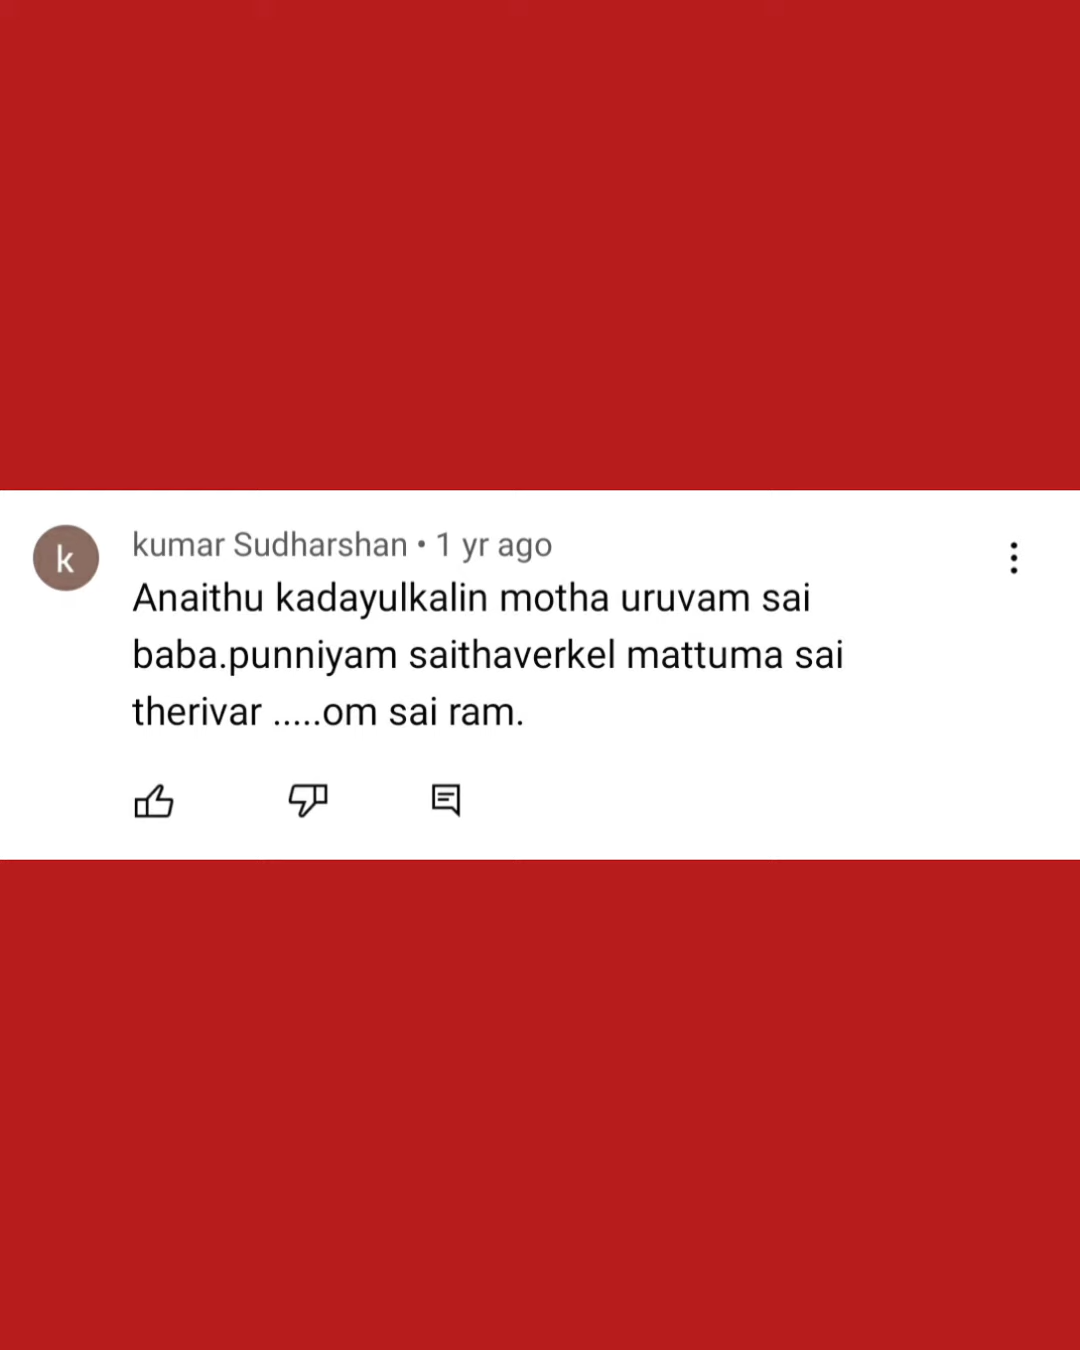 k
kumar Sudharshan • 1 yr ago
Anaithu kadayulkalin motha uruvam sai
baba.punniyam saithaverkel mattuma sai
therivar .....om sai ram.